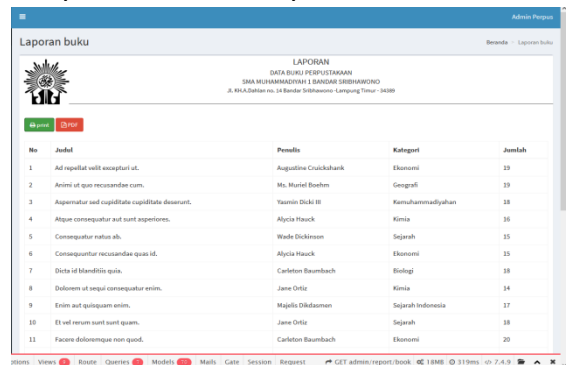 Admin Perpus
Laporan buku
Beranda - Laporan buku
LAPORAN
DATA BUKU PERPUSTAKAAN
SMA MUHAMMADIYAH 1 BANDAR SRIBHAWONO
Jl. KH.A.Dahlan no. 14 Bandar Sribhawono -Lampung Timur - 34389
print PDF
No Judul Penulis Kategori Jumlah
1 Ad repellat velit excepturi ut. Augustine Cruickshank Ekonomi 19
2 Animi ut quo recusandae cum. Ms. Muriel Boehm Geografi 19
3 Aspernatur sed cupiditate cupiditate deserunt. Yasmin Dicki III Kemuhammadiyahan 18
4 Atque consequatur aut sunt asperiores. Alycia Hauck Kimia 16
5 Consequatur natus ab. Wade Dickinson Sejarah 15
6 Consequuntur recusandae quas id. Alycia Hauck Ekonomi 15
7 Dicta id blanditiis quia. Carleton Baumbach Biologi 18
8 Dolorem ut sequi consequatur enim. Jane Ortiz Kimia 14
9 Enim aut quisquam enim. Majelis Dikdasmen Sejarah Indonesia 17
10 Et vel rerum sunt sunt quam. Jane Ortiz Sejarah 18
11 Facere doloremque non quod. Carleton Baumbach Ekonomi 20
ptions Views Route Queries Models Mails Gate Session Request GET admin/report/book 18MB 319ms 7.4.9